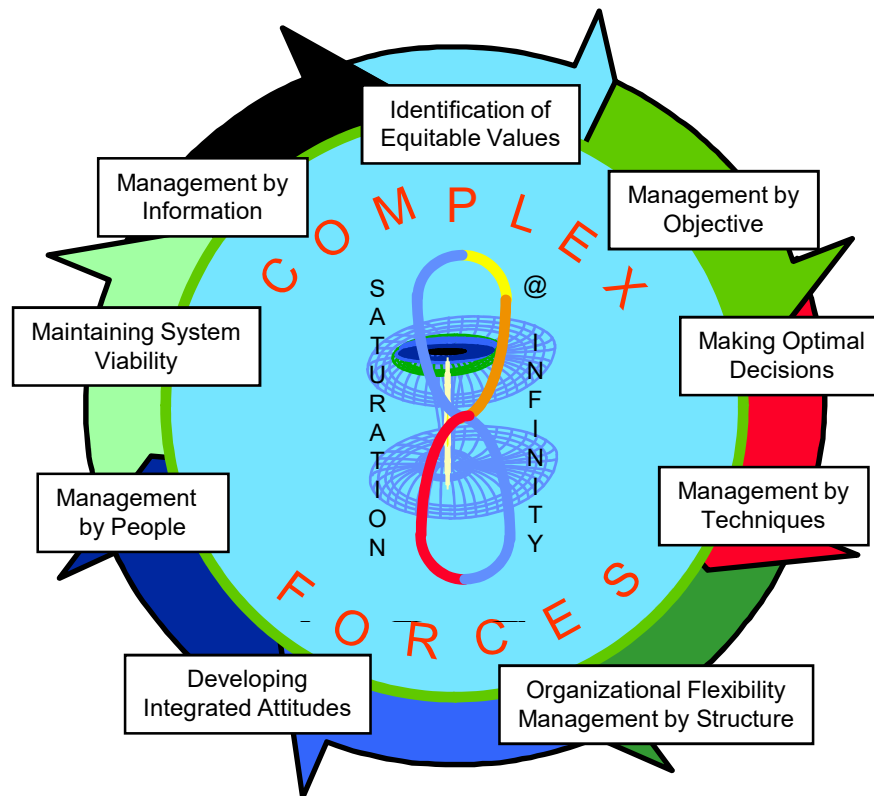 Identification of
Equitable Values
Management by
Objective
Making Optimal
Decisions
Management by
Techniques
Organizational Flexibility
Management by Structure
Developing
Integrated Attitudes
Management
by People
Maintaining System
Viability
Management by
Information
COMPLEX
FORCES
SATURATION
@
INFINITY